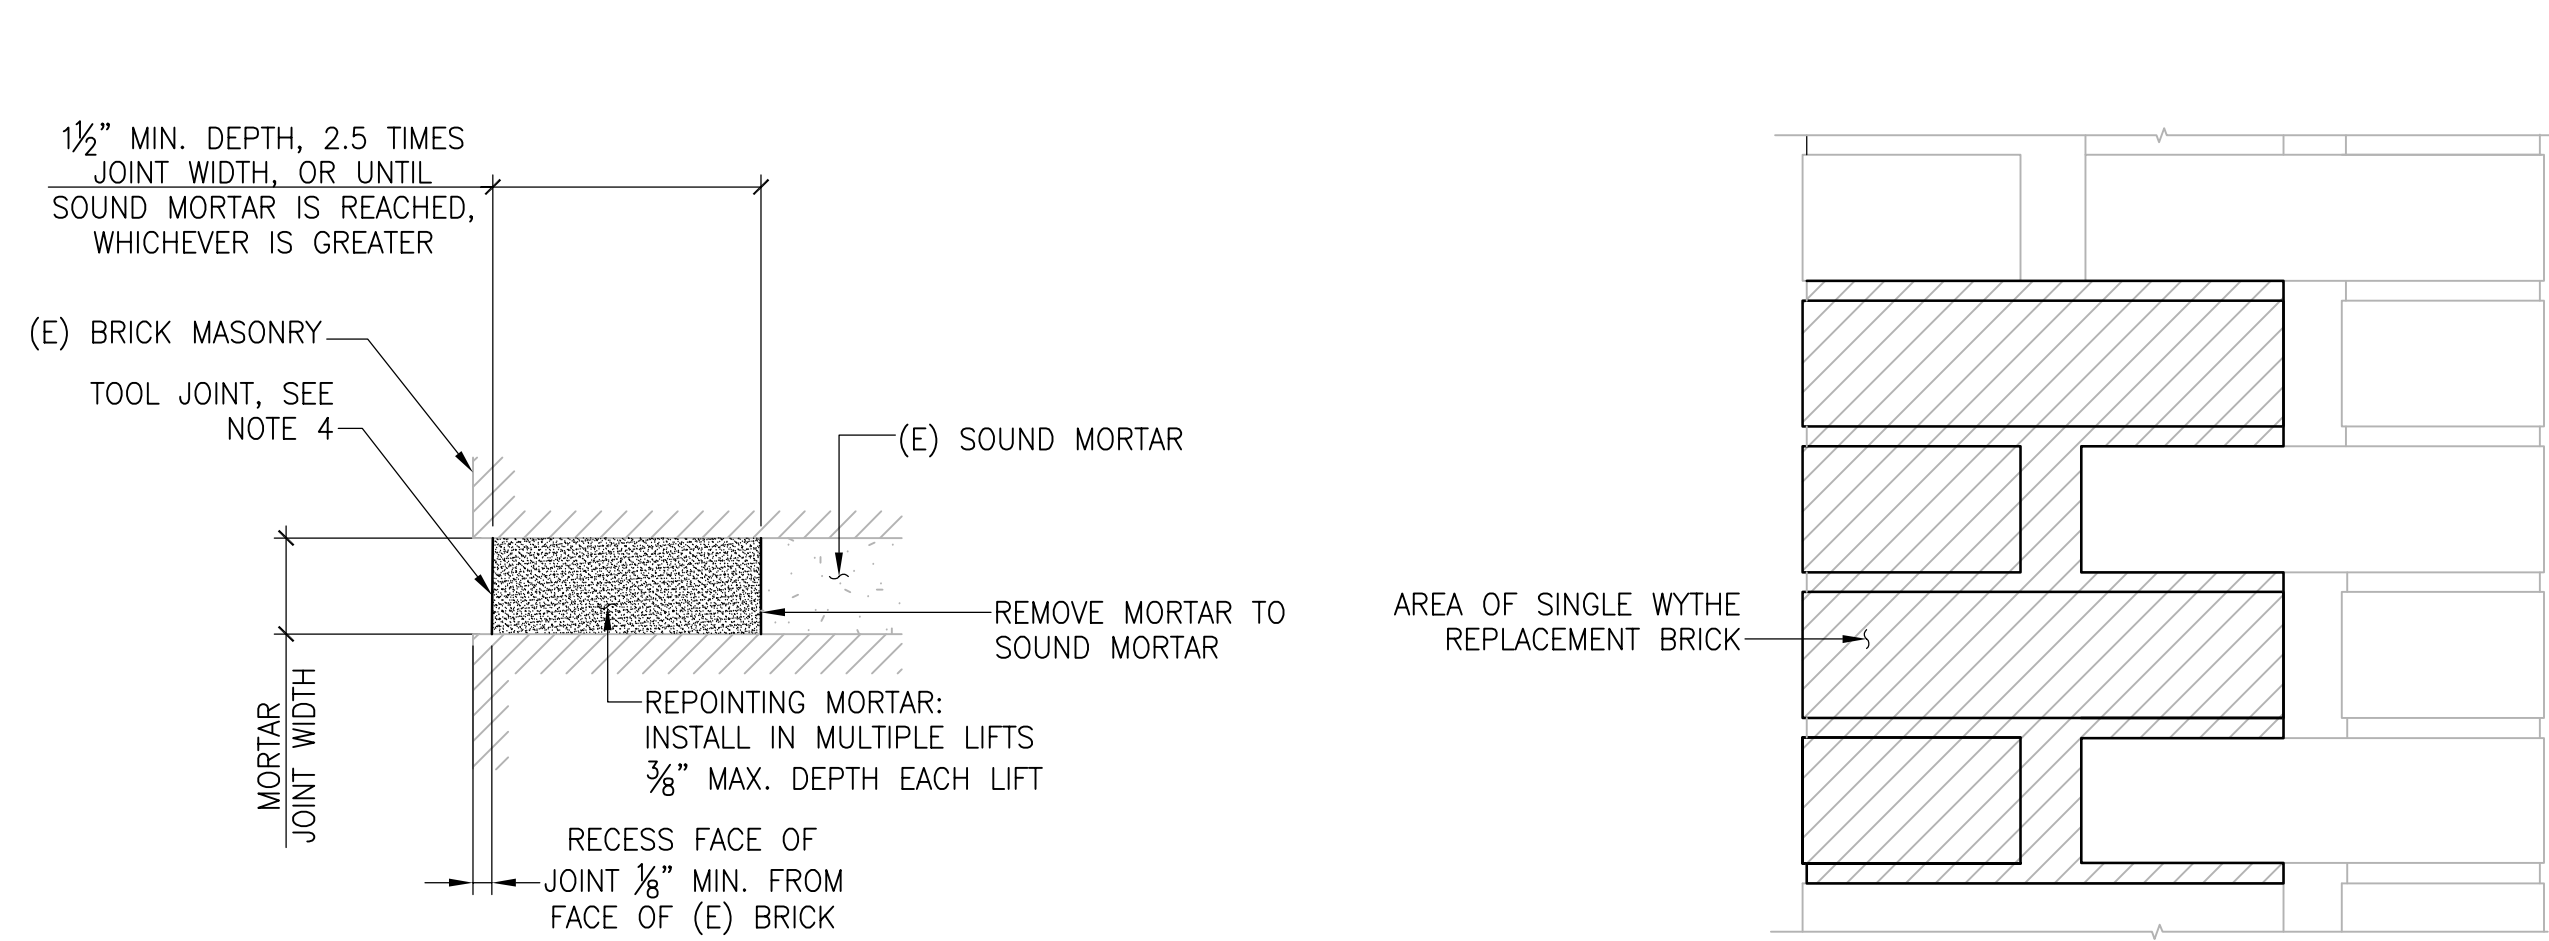 1½” MIN. DEPTH, 2.5 TIMES
JOINT WIDTH, OR UNTIL
SOUND MORTAR IS REACHED,
WHICHEVER IS GREATER
(E) BRICK MASONRY
TOOL JOINT, SEE
NOTE 4
(E) SOUND MORTAR
REMOVE MORTAR TO
SOUND MORTAR
REPOINTING MORTAR:
INSTALL IN MULTIPLE LIFTS
⅜” MAX. DEPTH EACH LIFT
MORTAR
JOINT WIDTH
RECESS FACE OF
JOINT ⅛” MIN. FROM
FACE OF (E) BRICK
AREA OF SINGLE WYTHE
REPLACEMENT BRICK